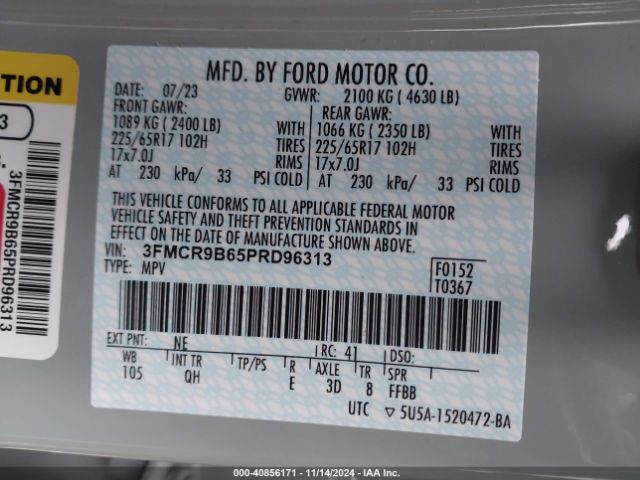 MFD. BY FORD MOTOR CO.
DATE: 07/23 GVWR: 2100 KG ( 4630 LB)
FRONT GAWR: REAR GAWR:
1089 KG ( 2400 LB) WITH 1066 KG ( 2350 LB) WITH
225/65R17 102H TIRES 225/65R17 102H TIRES
17x7.0J RIMS 17x7.0J RIMS
AT 230 kPa/ 33 PSI COLD AT 230 kPa/ 33 PSI COLD
THIS VEHICLE CONFORMS TO ALL APPLICABLE FEDERAL MOTOR
VEHICLE SAFETY AND THEFT PREVENTION STANDARDS IN
EFFECT ON THE DATE OF MANUFACTURE SHOWN ABOVE.
VIN: 3FMCR9B65PRD96313
TYPE: MPV
F0152
T0367
EXT PNT: NE RC: 41 DSO:
WB INT TR TP/PS R AXLE TR SPR
105 QH E 3D 8 FFBB
UTC ▽ 5U5A-1520472-BA
TION
3
3FMCR9B65PRD96313
000-40856171 - 11/14/2024 - IAA Inc.